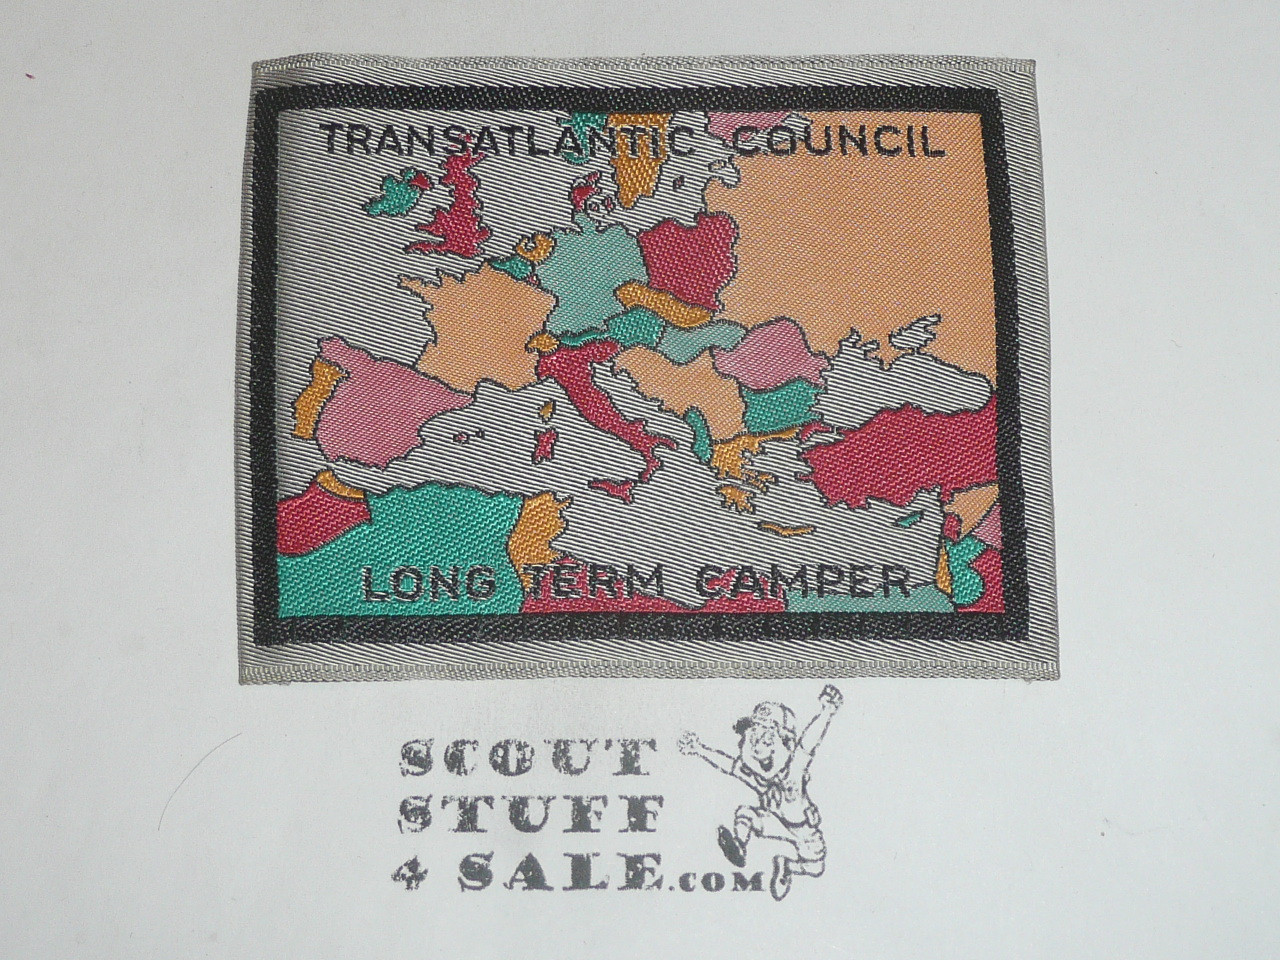 TRANSATLANTIC COUNCIL
LONG TERM CAMPER
SCOUT
STUFF
4 SALE.COM